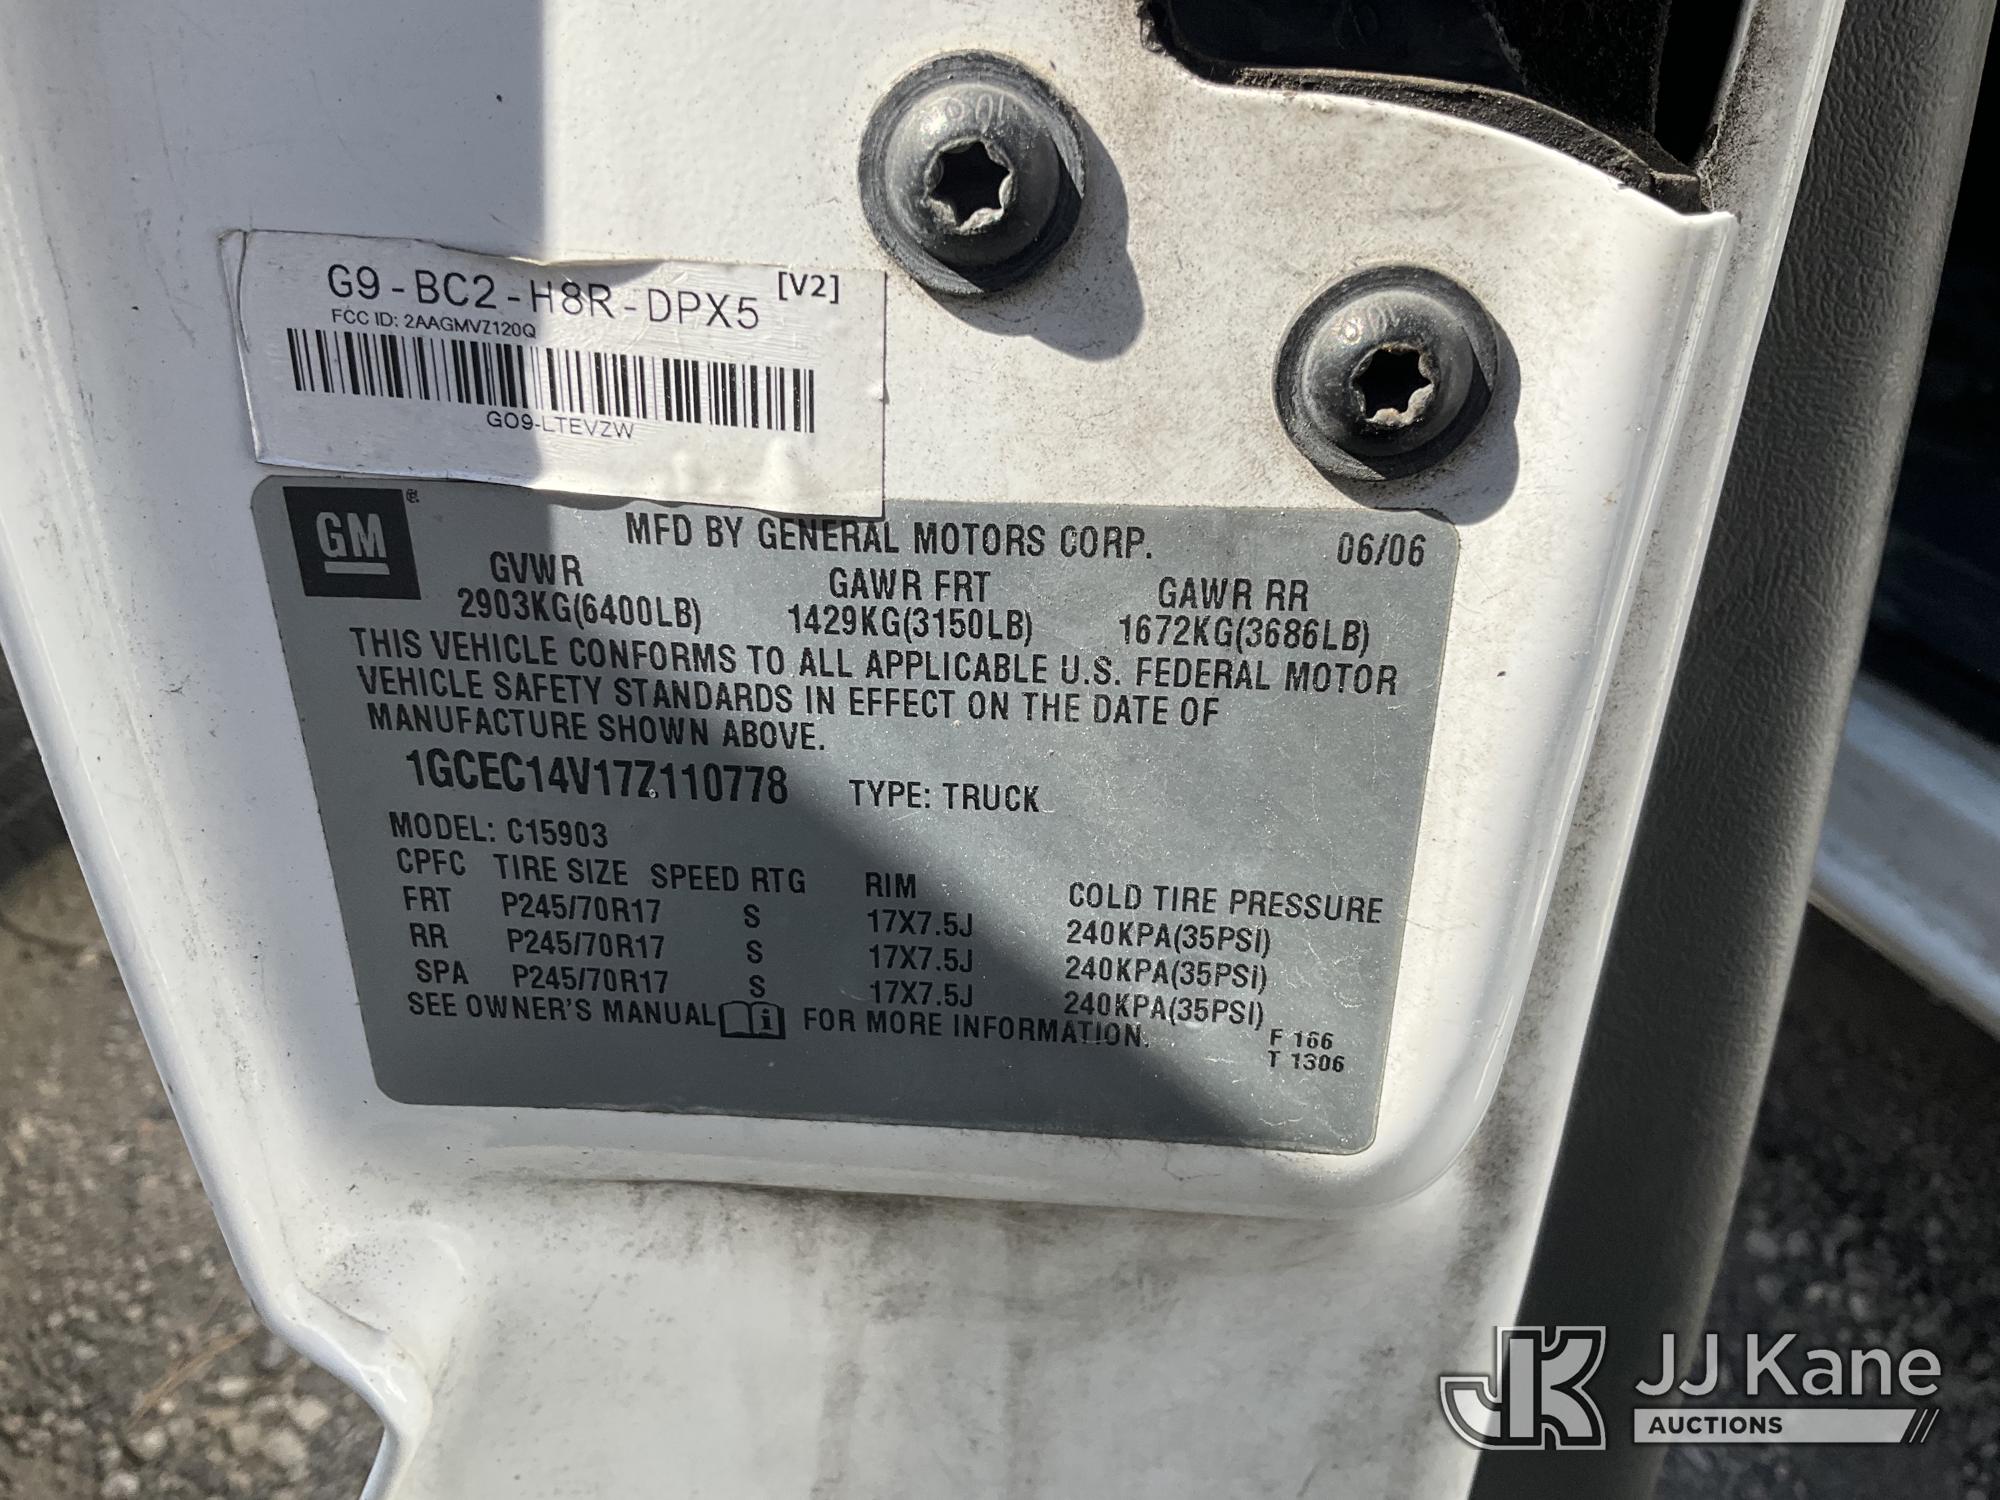 G9-BC2-H8R-DPX5 [V2]
FCC ID: 2AAGMVZ120Q
GO9-LTEVZW
GM
MFD BY GENERAL MOTORS CORP. 06/06
GVWR GAWR FRT GAWR RR
2903KG(6400LB) 1429KG(3150LB) 1672KG(3686LB)
THIS VEHICLE CONFORMS TO ALL APPLICABLE U.S. FEDERAL MOTOR
VEHICLE SAFETY STANDARDS IN EFFECT ON THE DATE OF
MANUFACTURE SHOWN ABOVE.
1GCEC14V17Z110778 TYPE: TRUCK
MODEL: C15903
CPFC TIRE SIZE SPEED RTG RIM COLD TIRE PRESSURE
FRT P245/70R17 S 17X7.5J 240KPA(35PSI)
RR P245/70R17 S 17X7.5J 240KPA(35PSI)
SPA P245/70R17 S 17X7.5J 240KPA(35PSI)
SEE OWNER'S MANUAL i FOR MORE INFORMATION.
F 166
T 1306
JK JJ Kane
AUCTIONS